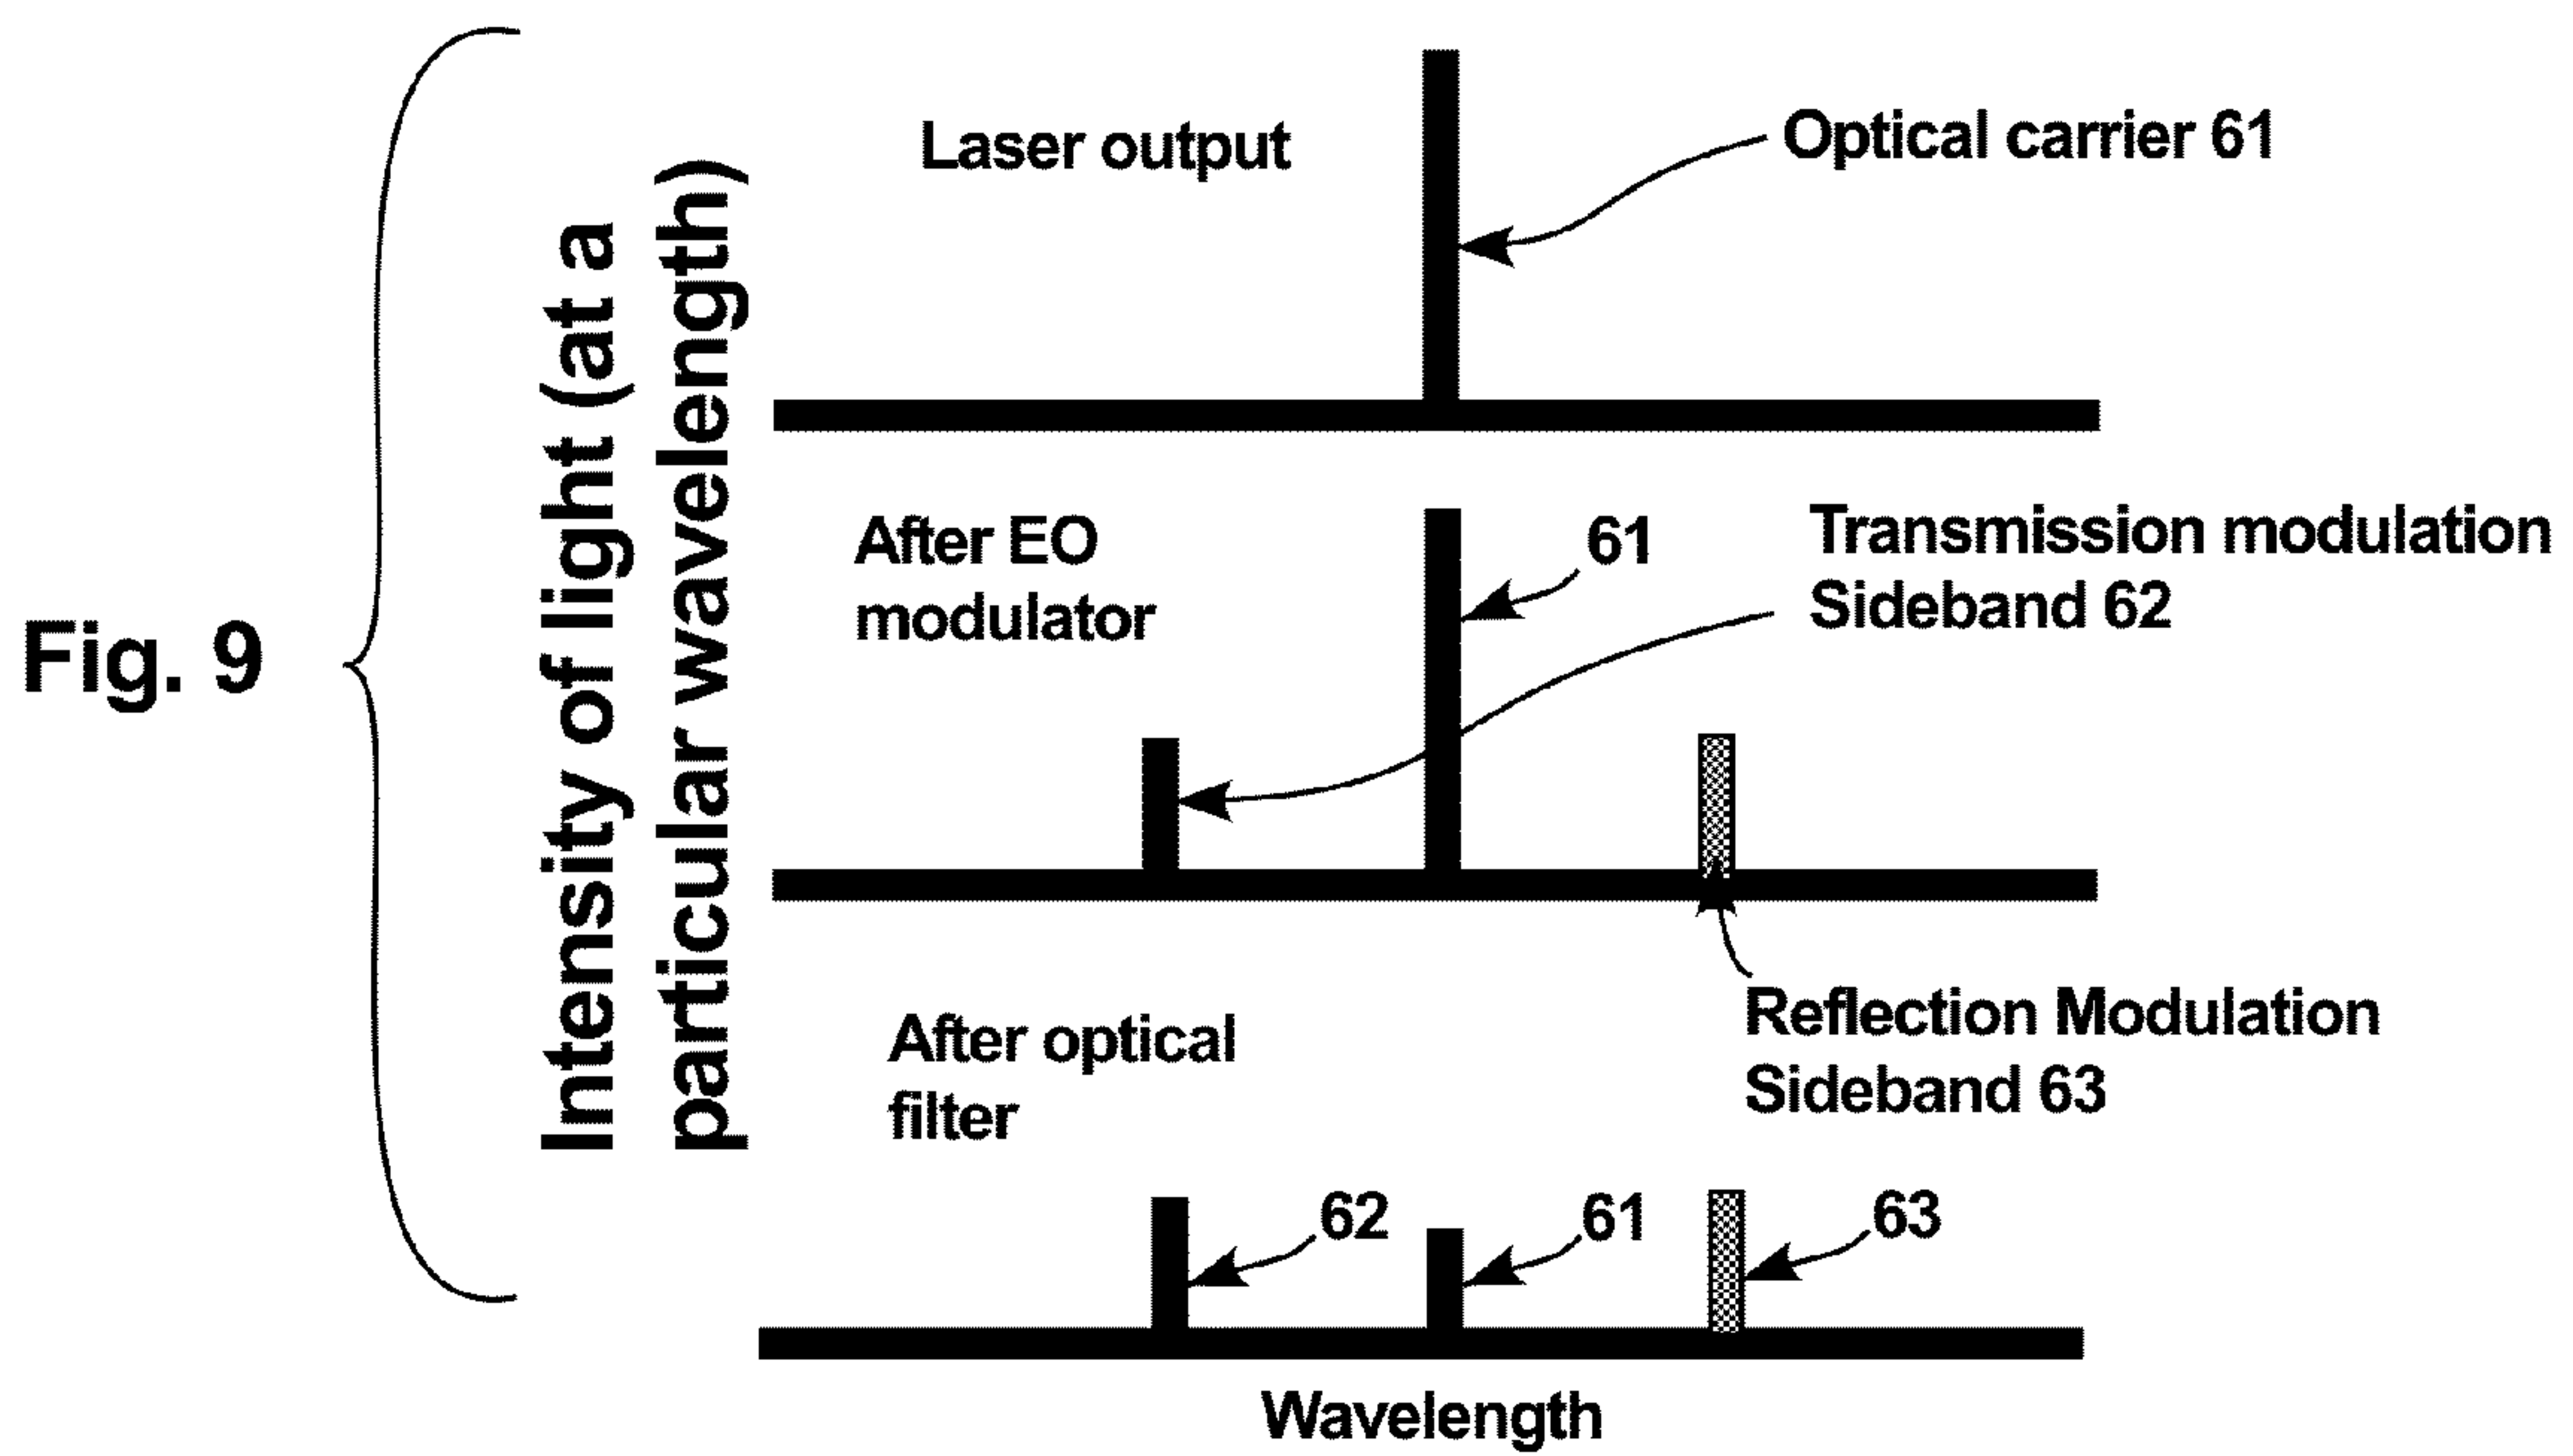 Fig. 9
Intensity of light (at a
particular wavelength)
Laser output
Optical carrier 61
After EO
modulator
61
Transmission modulation
Sideband 62
Reflection Modulation
Sideband 63
After optical
filter
62
61
63
Wavelength